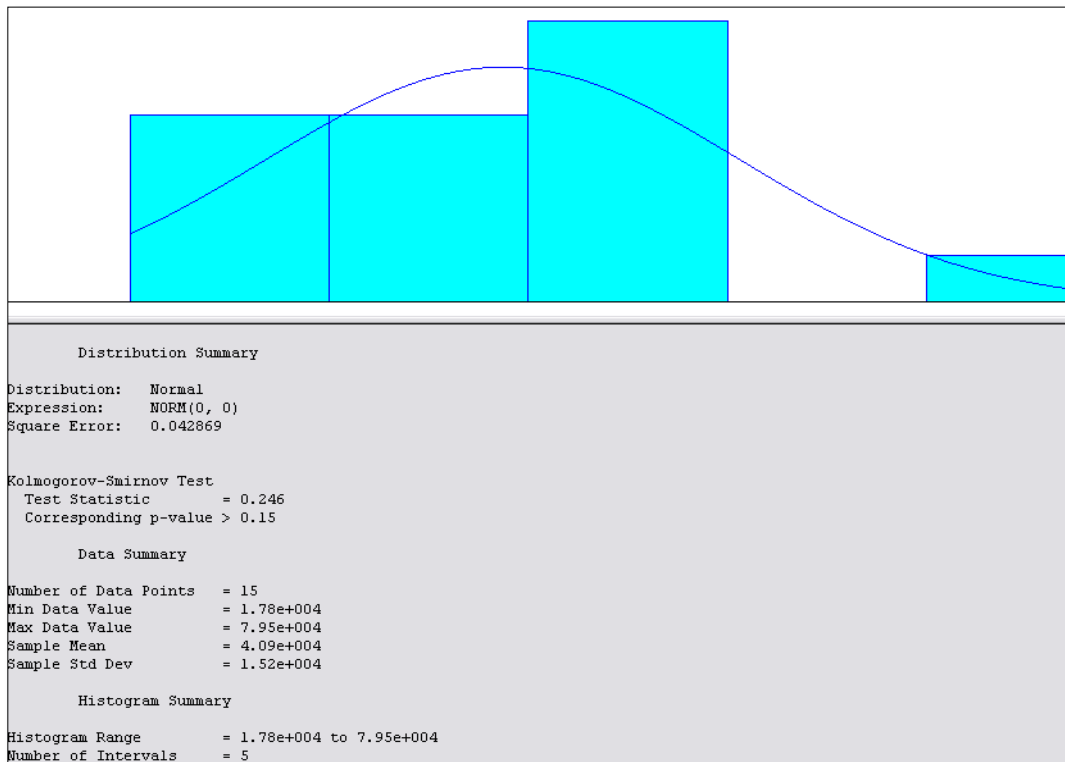 Distribution Summary
Distribution: Normal
Expression: NORM(0, 0)
Square Error: 0.042869
Kolmogorov-Smirnov Test
Test Statistic = 0.246
Corresponding p-value > 0.15
Data Summary
Number of Data Points = 15
Min Data Value = 1.78e+004
Max Data Value = 7.95e+004
Sample Mean = 4.09e+004
Sample Std Dev = 1.52e+004
Histogram Summary
Histogram Range = 1.78e+004 to 7.95e+004
Number of Intervals = 5